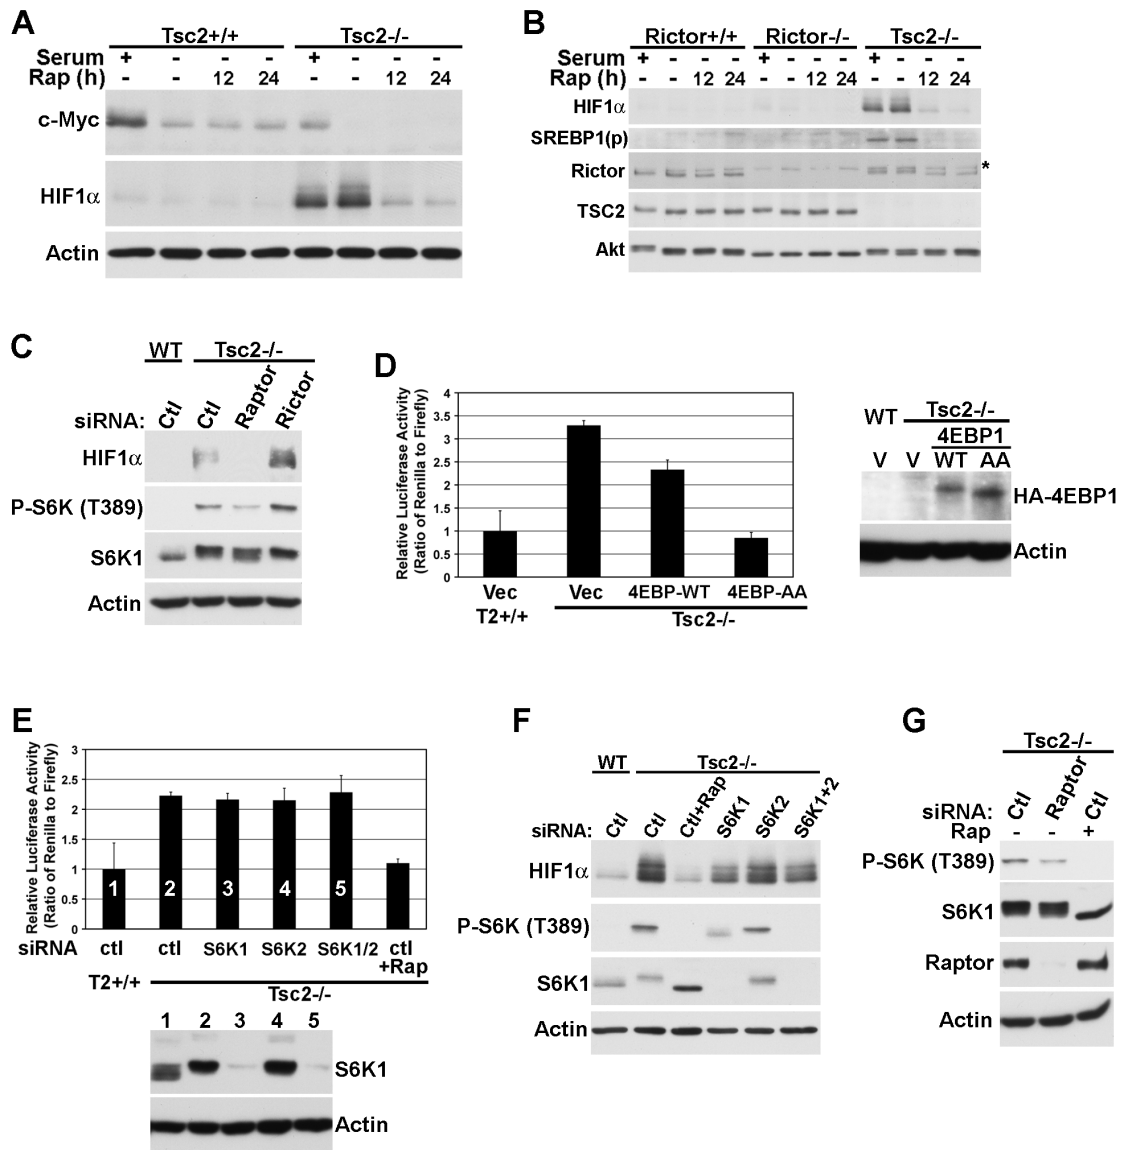 A
Tsc2+/+ Tsc2-/-
Serum + - - - + - - -
Rap (h) - - 12 24 - - 12 24
c-Myc
HIF1α
Actin
B
Rictor+/+ Rictor-/- Tsc2-/-
Serum + - - - + - - - + - - -
Rap (h) - - 12 24 - - 12 24 - - 12 24
HIF1α
SREBP1(p)
Rictor *
TSC2
Akt
C
WT Tsc2-/-
siRNA: Ctl Ctl Raptor Rictor
HIF1α
P-S6K (T389)
S6K1
Actin
D
Relative Luciferase Activity
(Ratio of Renilla to Firefly)
4
3.5
3
2.5
2
1.5
1
0.5
0
Vec Vec 4EBP-WT 4EBP-AA
T2+/+ Tsc2-/-
WT Tsc2-/-
4EBP1
V V WT AA
HA-4EBP1
Actin
E
Relative Luciferase Activity
(Ratio of Renilla to Firefly)
3
2.5
2
1.5
1
0.5
0
1 2 3 4 5
siRNA ctl ctl S6K1 S6K2 S6K1/2 ctl
+Rap
T2+/+ Tsc2-/-
1 2 3 4 5
S6K1
Actin
F
WT Tsc2-/-
siRNA: Ctl Ctl Ctl+Rap S6K1 S6K2 S6K1+2
HIF1α
P-S6K (T389)
S6K1
Actin
G
Tsc2-/-
siRNA: Ctl Raptor Ctl
Rap - - +
P-S6K (T389)
S6K1
Raptor
Actin